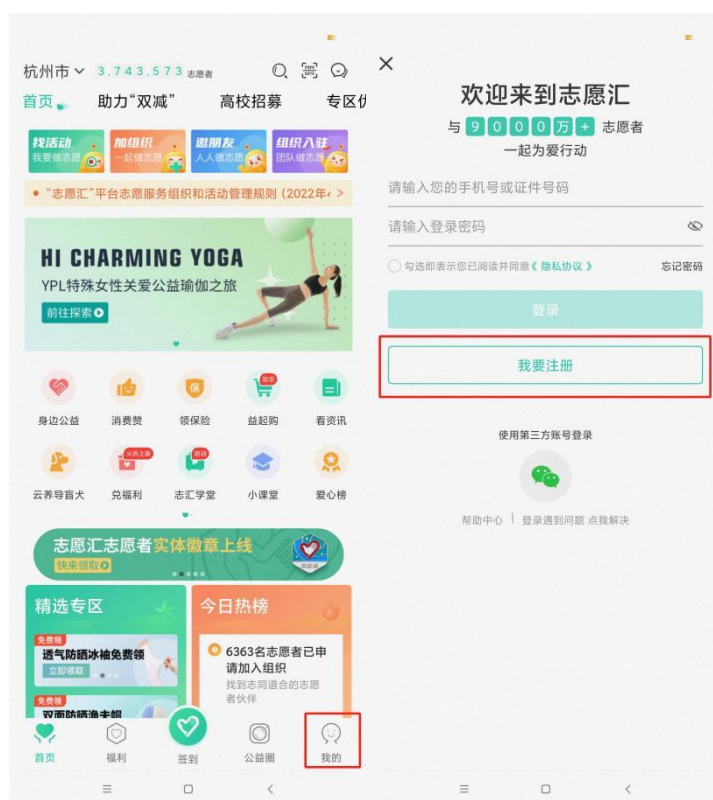 杭州市
3,743,573 志愿者
首页
助力“双减”
高校招募
专区
找活动
我要做志愿
加组织
一起做志愿
邀朋友
人人做志愿
组织入驻
团队做志愿
“志愿汇”平台志愿服务组织和活动管理规则 (2022年 >
HI CHARMING YOGA
YPL特殊女性关爱公益瑜伽之旅
前往探索
身边公益
消费赞
保
领保险
助农
益起购
看资讯
云养导盲犬
火热上新
兑福利
培训
志汇学堂
小课堂
爱心榜
志愿汇志愿者实体徽章上线
快来领取
精选专区
免费领
透气防晒冰袖免费领
立即领取
免费领
双面防晒渔夫帽
今日热榜
6363名志愿者已申
请加入组织
找到志同道合的志愿
者伙伴
首页
福利
签到
公益圈
我的
欢迎来到志愿汇
与 9000万+ 志愿者
一起为爱行动
请输入您的手机号或证件号码
请输入登录密码
勾选即表示您已阅读并同意《 隐私协议 》
忘记密码
登录
我要注册
使用第三方账号登录
帮助中心 | 登录遇到问题 点我解决